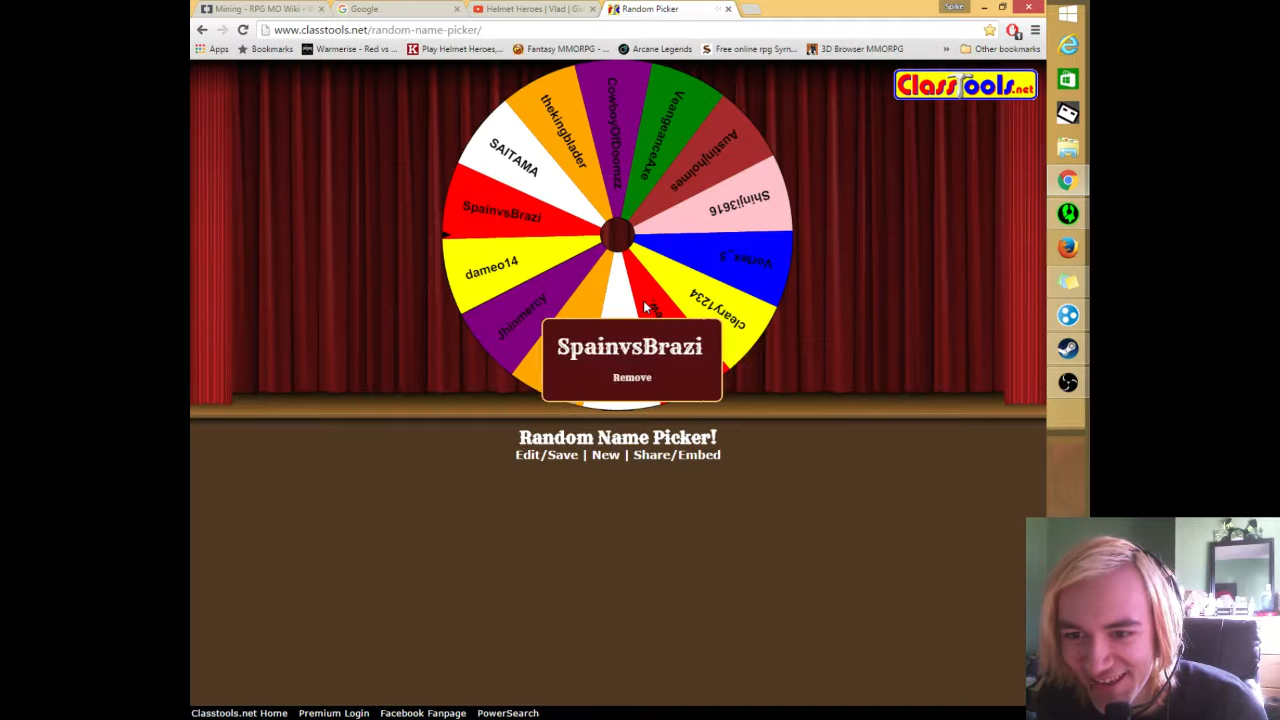 Mining - RPG MO Wiki - 
Google
Helmet Heroes | Vlad | Gi
Random Picker
Spike
www.classtools.net/random-name-picker/
Apps
Bookmarks
Warmerise - Red vs ...
Play Helmet Heroes,...
Fantasy MMORPG - ...
Arcane Legends
Free online rpg Syrn...
3D Browser MMORPG
»
Other bookmarks
ClassTools.net
CowboyOfDoomzz
VeangeanceAxe
thekingblader
Austinjholmes
SAITAMA
Shinji3616
SpainvsBrazi
dameo14
cleary1234
Jhinmercy
SpainvsBrazi
Remove
Random Name Picker!
Edit/Save | New | Share/Embed
Classtools.net Home
Premium Login
Facebook Fanpage
PowerSearch